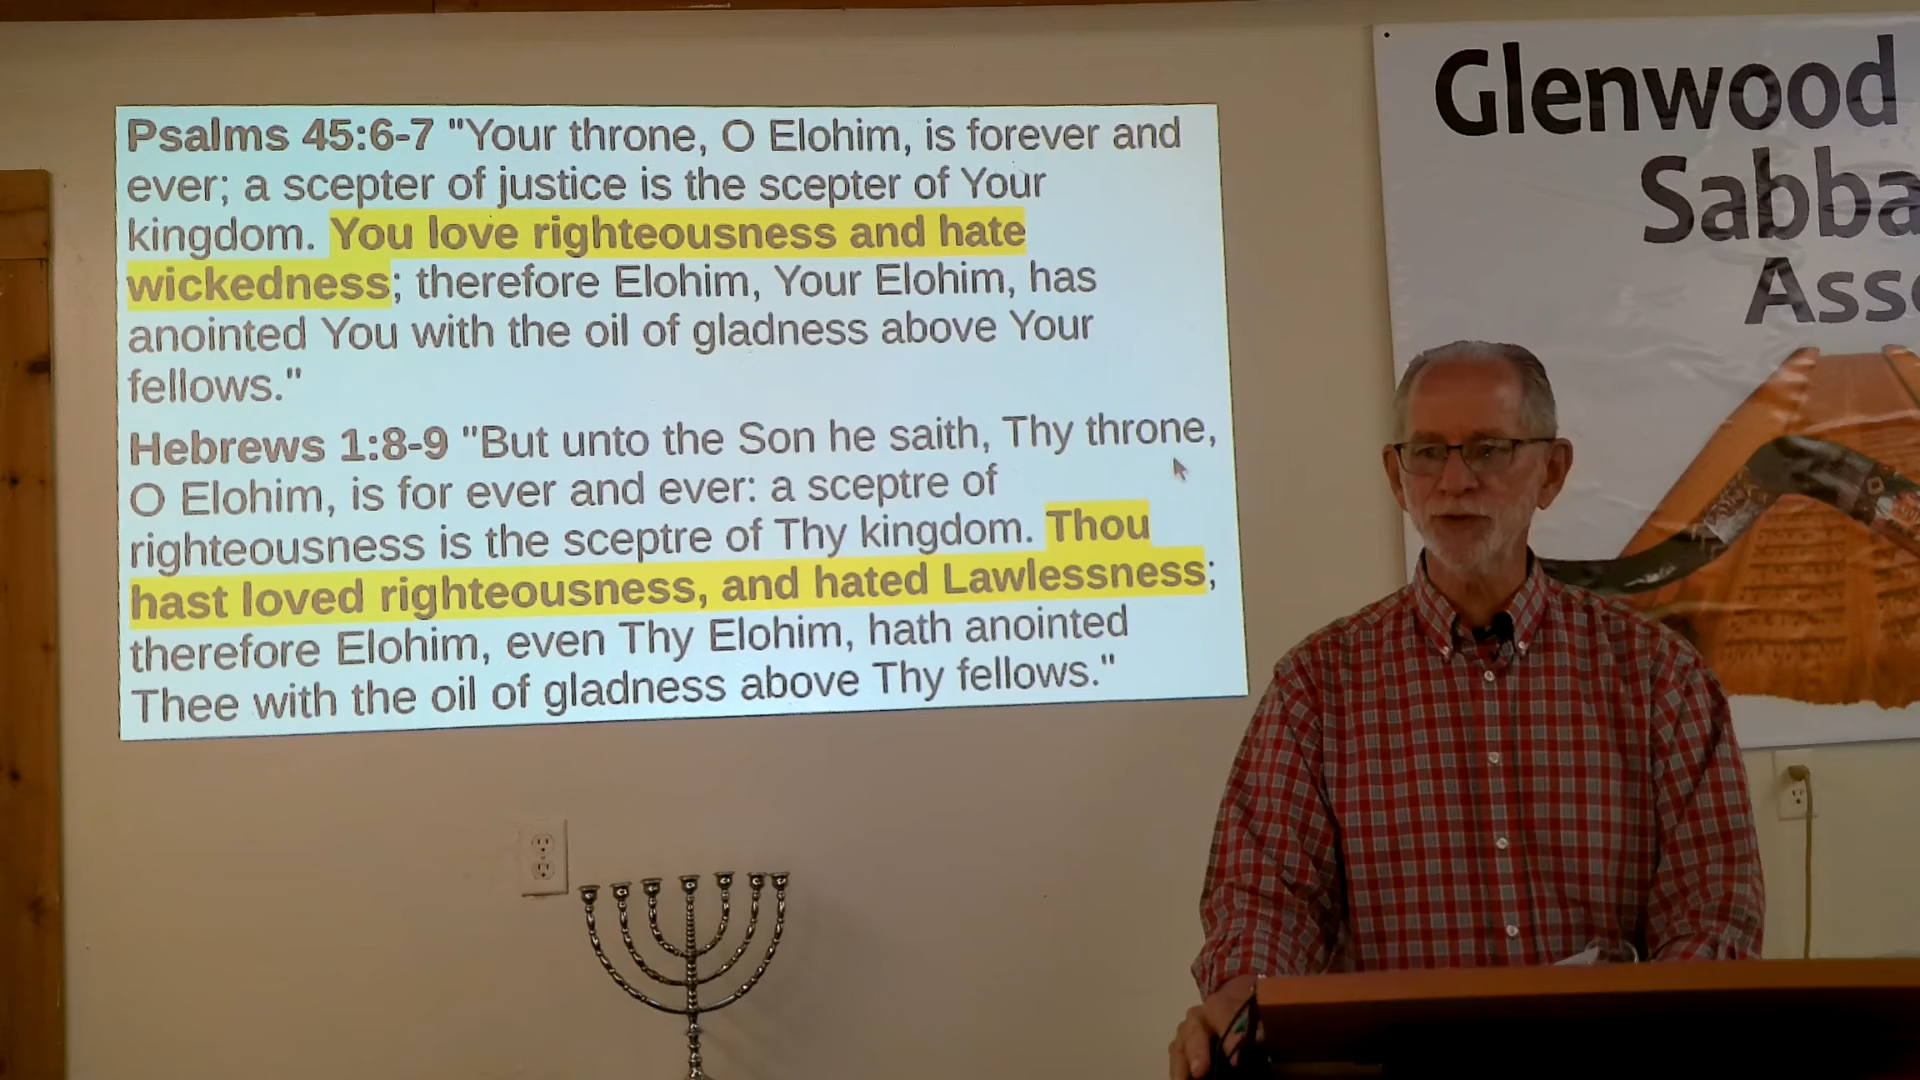 Psalms 45:6-7 "Your throne, O Elohim, is forever and
ever; a scepter of justice is the scepter of Your
kingdom. You love righteousness and hate
wickedness; therefore Elohim, Your Elohim, has
anointed You with the oil of gladness above Your
fellows."
Hebrews 1:8-9 "But unto the Son he saith, Thy throne,
O Elohim, is for ever and ever: a sceptre of
righteousness is the sceptre of Thy kingdom. Thou
hast loved righteousness, and hated Lawlessness;
therefore Elohim, even Thy Elohim, hath anointed
Thee with the oil of gladness above Thy fellows."
Glenwood
Sabba
Ass